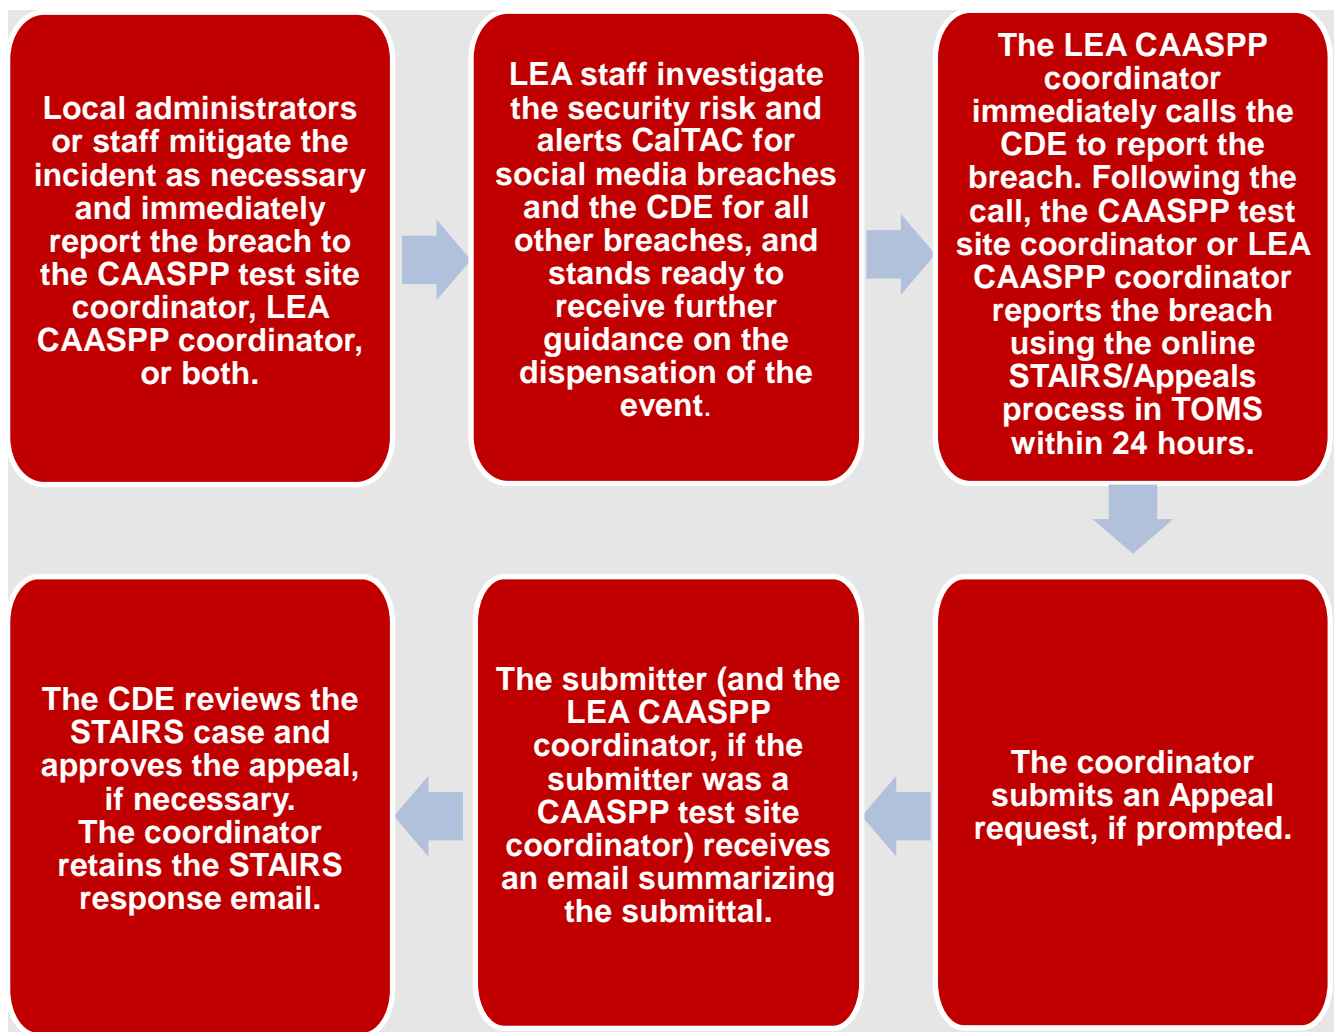 Local administrators
or staff mitigate the
incident as necessary
and immediately
report the breach to
the CAASPP test site
coordinator, LEA
CAASPP coordinator,
or both.
LEA staff investigate
the security risk and
alerts CalTAC for
social media breaches
and the CDE for all
other breaches, and
stands ready to
receive further
guidance on the
dispensation of the
event.
The LEA CAASPP
coordinator
immediately calls the
CDE to report the
breach. Following the
call, the CAASPP test
site coordinator or LEA
CAASPP coordinator
reports the breach
using the online
STAIRS/Appeals
process in TOMS
within 24 hours.
The coordinator
submits an Appeal
request, if prompted.
The submitter (and the
LEA CAASPP
coordinator, if the
submitter was a
CAASPP test site
coordinator) receives
an email summarizing
the submittal.
The CDE reviews the
STAIRS case and
approves the appeal,
if necessary.
The coordinator
retains the STAIRS
response email.